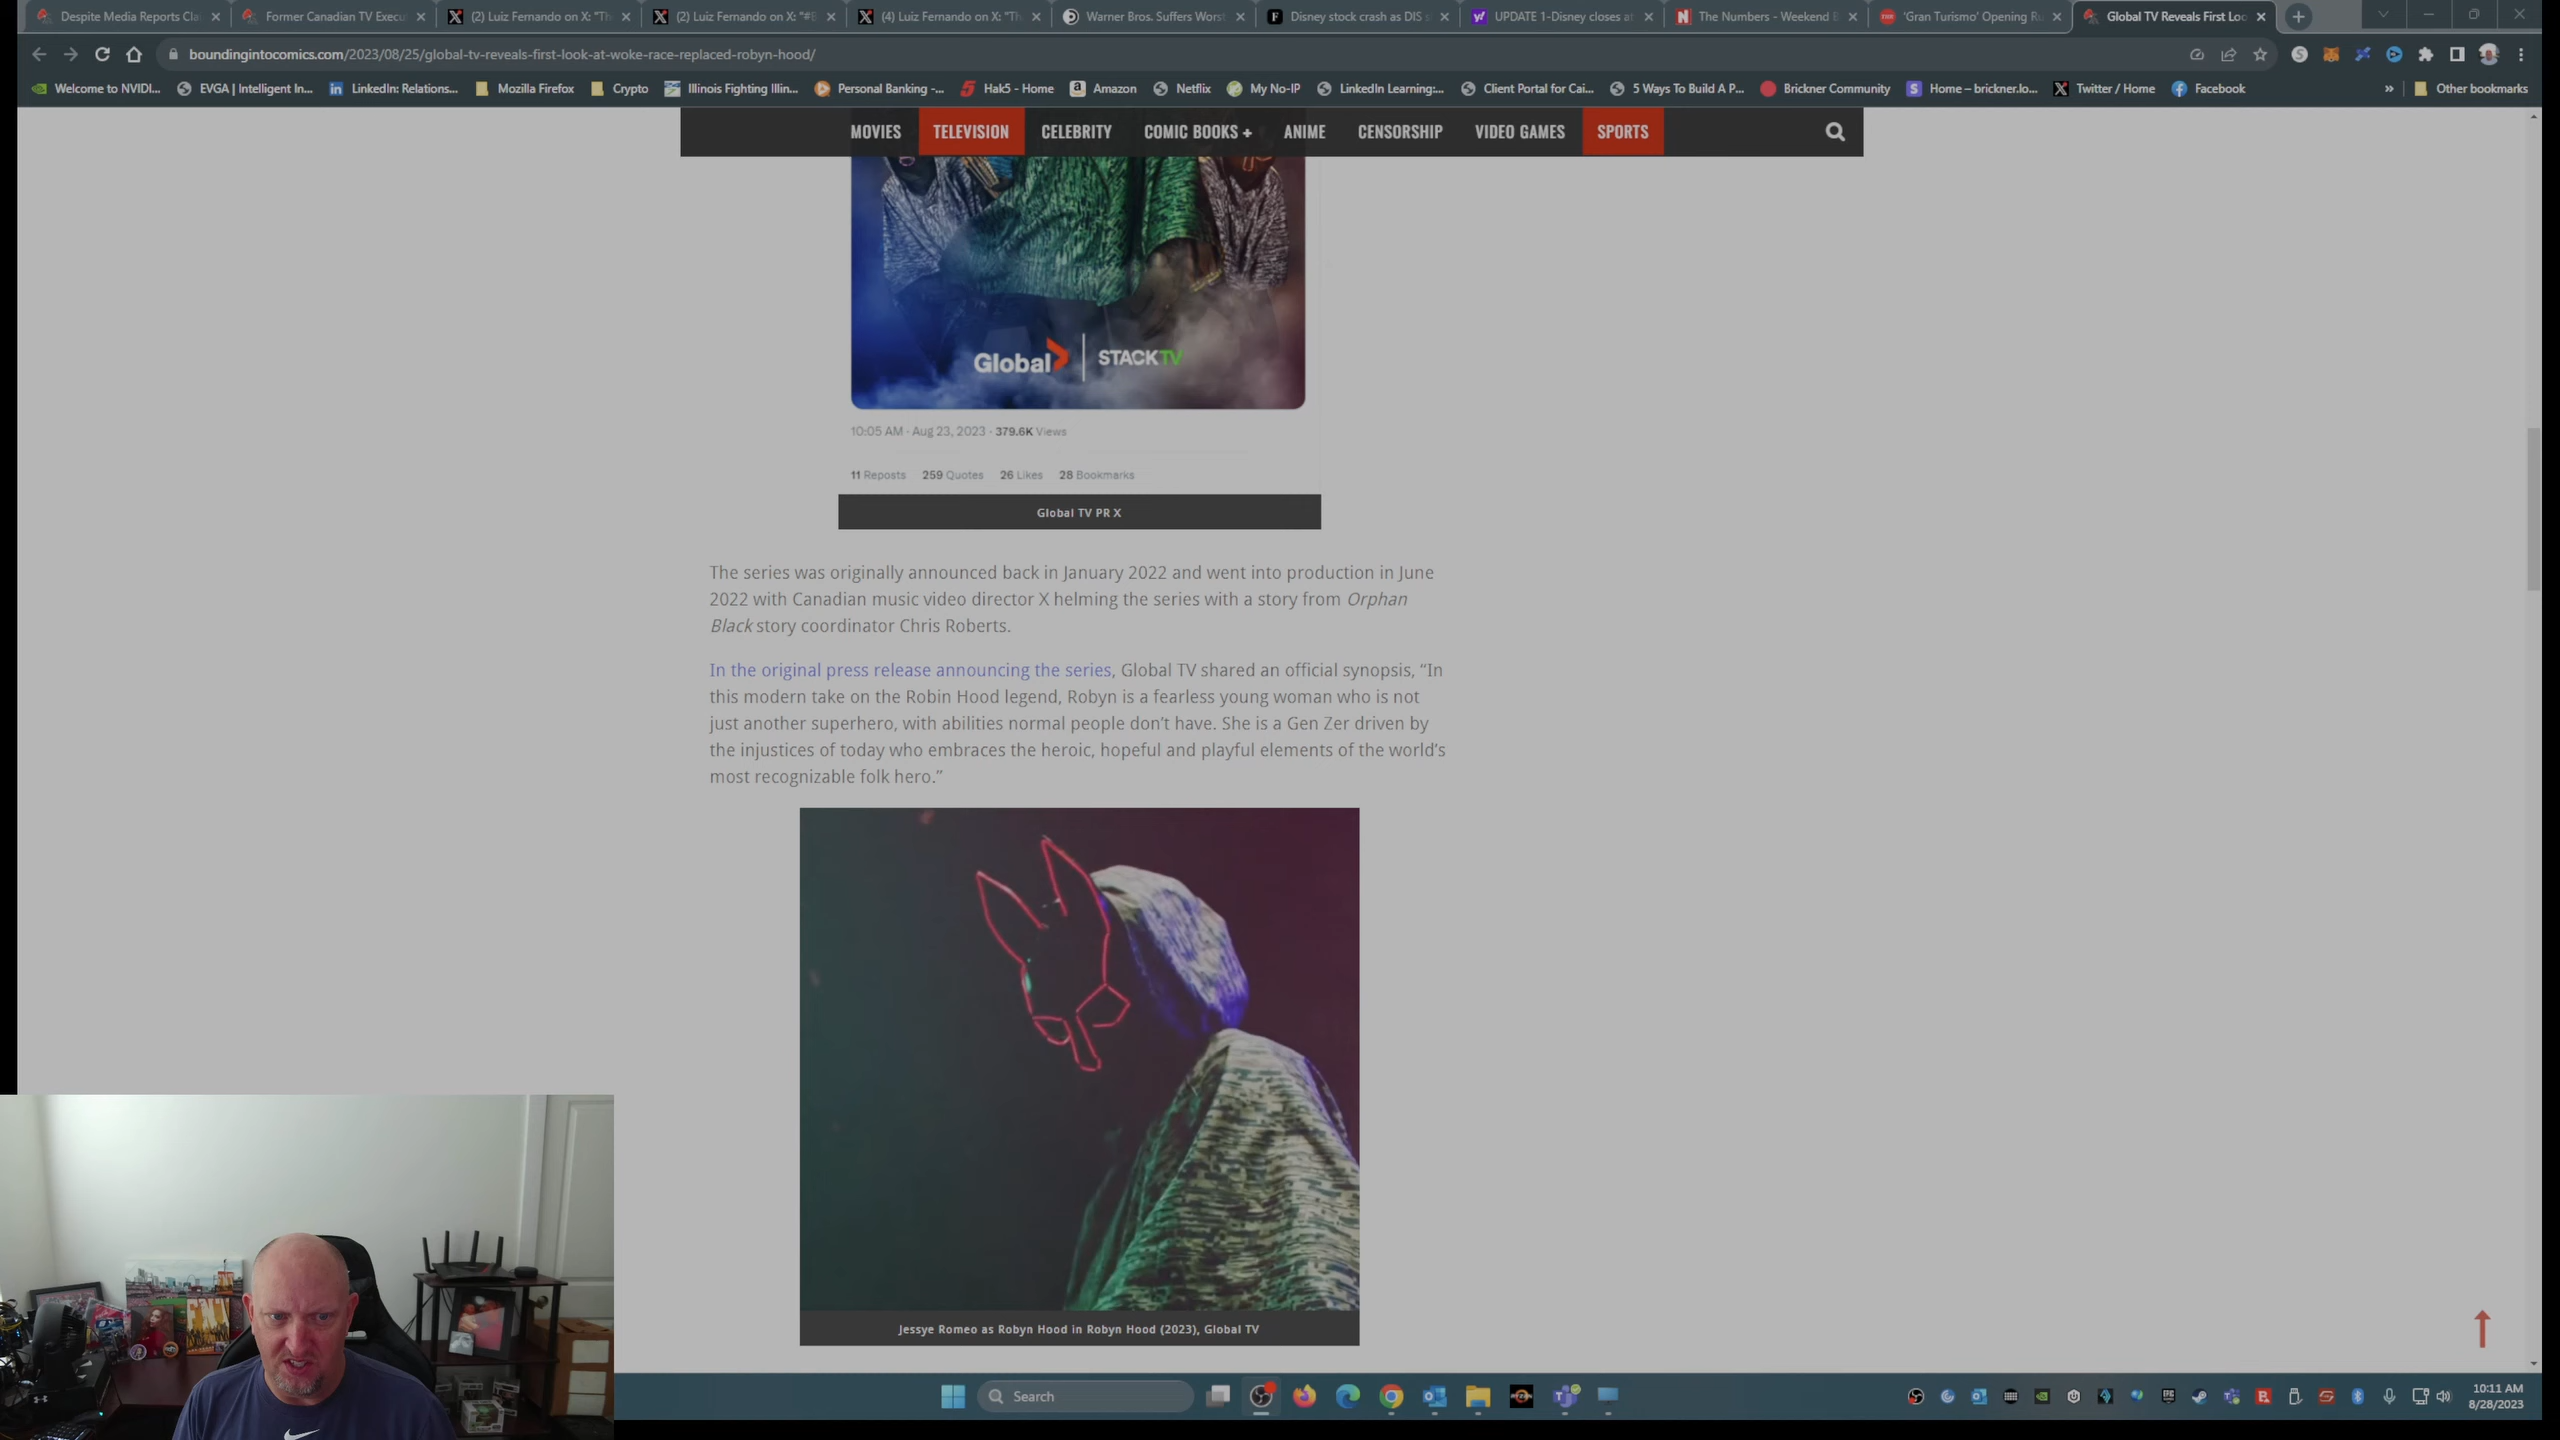 Despite Media Reports Clai
Former Canadian TV Execu
(2) Luiz Fernando on X: "Th
(2) Luiz Fernando on X: "#B
(4) Luiz Fernando on X: "Th
Warner Bros. Suffers Worst
Disney stock crash as DIS s
UPDATE 1-Disney closes at
The Numbers - Weekend B
'Gran Turismo' Opening Ru
Global TV Reveals First Loo
boundingintocomics.com/2023/08/25/global-tv-reveals-first-look-at-woke-race-replaced-robyn-hood/
Welcome to NVIDI...
EVGA | Intelligent In...
LinkedIn: Relations...
Mozilla Firefox
Crypto
Illinois Fighting Illin...
Personal Banking -...
Hak5 - Home
Amazon
Netflix
My No-IP
LinkedIn Learning:...
Client Portal for Cai...
5 Ways To Build A P...
Brickner Community
Home – brickner.lo...
Twitter / Home
Facebook
»
Other bookmarks
MOVIES
TELEVISION
CELEBRITY
COMIC BOOKS +
ANIME
CENSORSHIP
VIDEO GAMES
SPORTS
Global
STACKTV
10:05 AM · Aug 23, 2023 · 379.6K Views
11 Reposts 259 Quotes 26 Likes 28 Bookmarks
Global TV PR X
The series was originally announced back in January 2022 and went into production in June
2022 with Canadian music video director X helming the series with a story from Orphan
Black story coordinator Chris Roberts.
In the original press release announcing the series, Global TV shared an official synopsis, “In
this modern take on the Robin Hood legend, Robyn is a fearless young woman who is not
just another superhero, with abilities normal people don’t have. She is a Gen Zer driven by
the injustices of today who embraces the heroic, hopeful and playful elements of the world’s
most recognizable folk hero.”
Jessye Romeo as Robyn Hood in Robyn Hood (2023), Global TV
Search
10:11 AM
8/28/2023